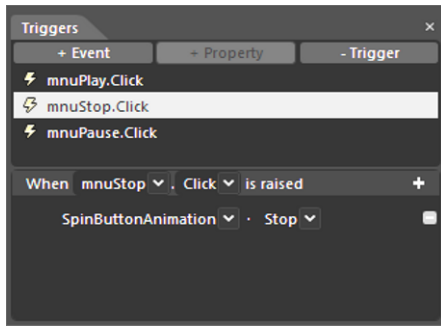 Triggers ×
+ Event + Property - Trigger
mnuPlay.Click
mnuStop.Click
mnuPause.Click
When mnuStop . Click is raised +
SpinButtonAnimation · Stop